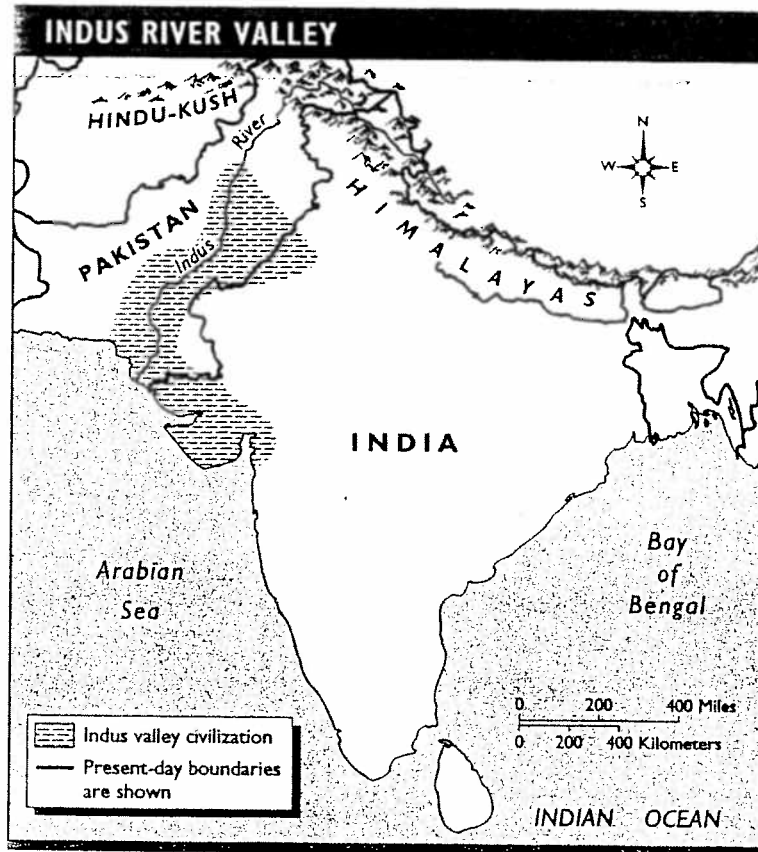 INDUS RIVER VALLEY
HINDU-KUSH
River
N
W E
S
HIMALAYAS
PAKISTAN
Indus
INDIA
Arabian
Sea
Bay
of
Bengal
0 200 400 Miles
0 200 400 Kilometers
Indus valley civilization
Present-day boundaries
are shown
INDIAN OCEAN